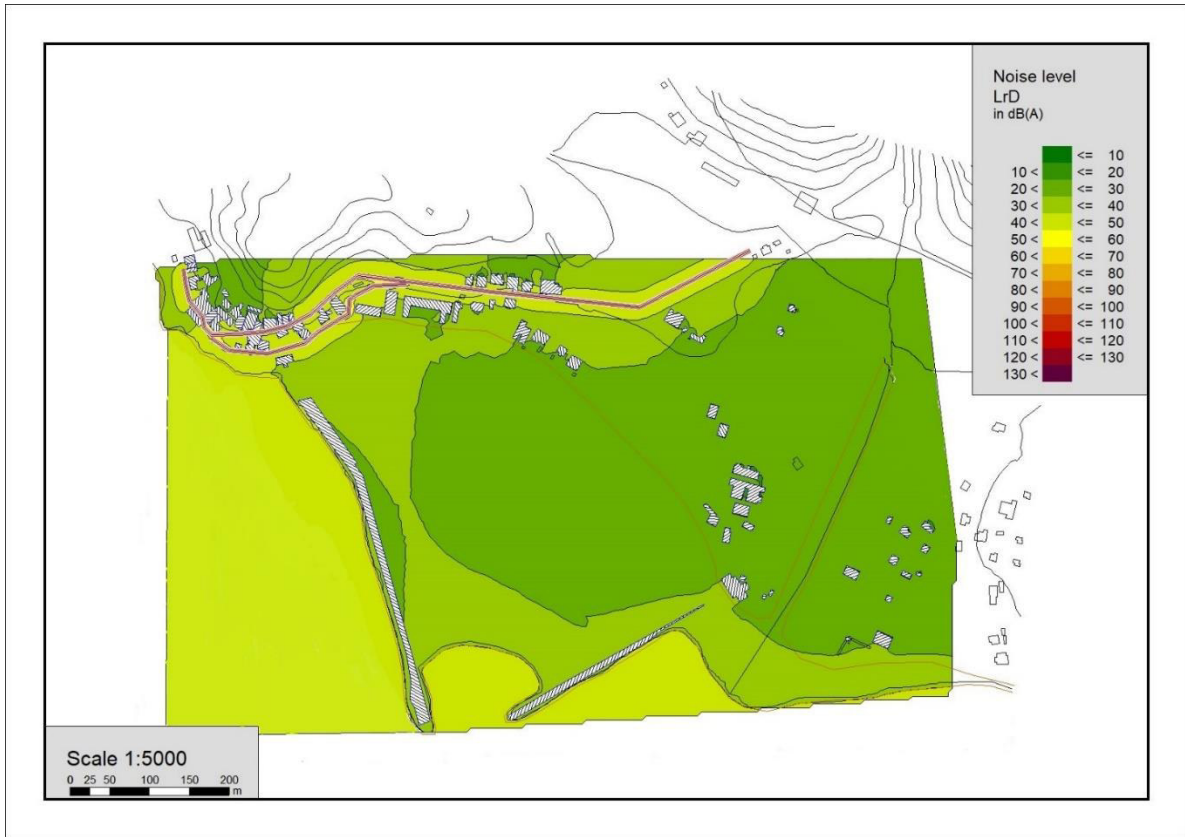 Noise level
LrD
in dB(A)
<= 10
10 < <= 20
20 < <= 30
30 < <= 40
40 < <= 50
50 < <= 60
60 < <= 70
70 < <= 80
80 < <= 90
90 < <= 100
100 < <= 110
110 < <= 120
120 < <= 130
130 <
Scale 1:5000
0 25 50 100 150 200
m